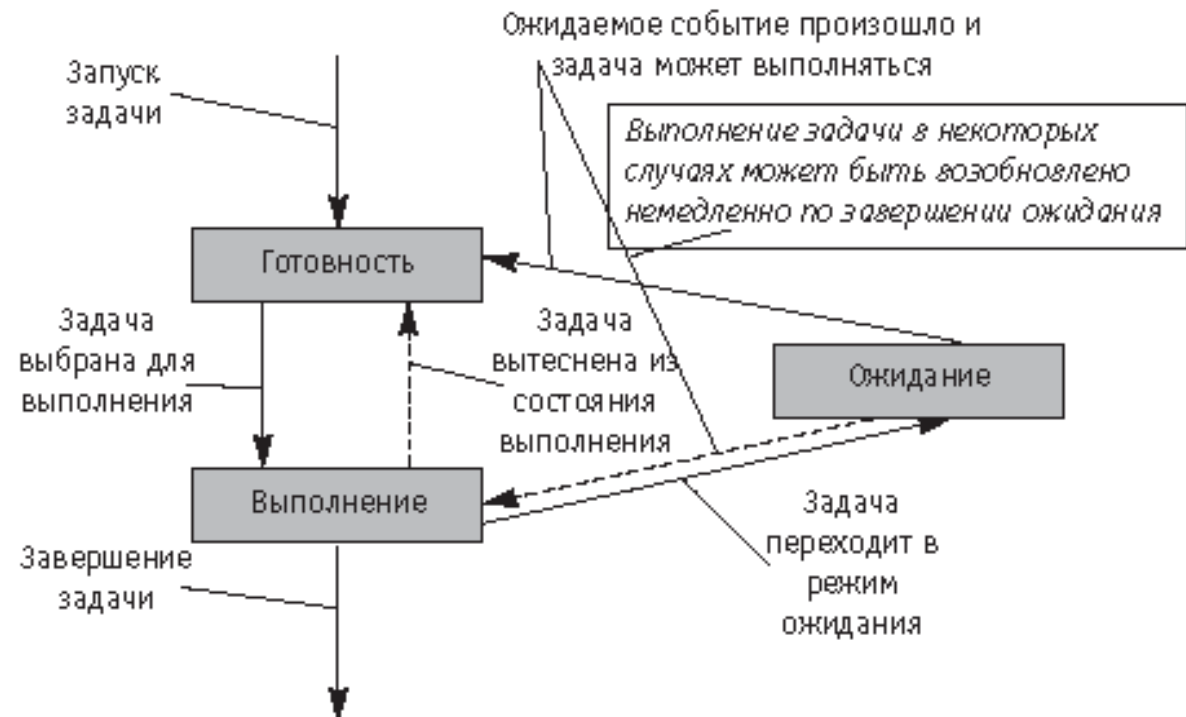 Ожидаемое событие произошло и
задача может выполняться
Запуск
задачи
Выполнение задачи в некоторых
случаях может быть возобновлено
немедленно по завершении ожидания
Готовность
Задача
выбрана для
выполнения
Задача
вытеснена из
состояния
выполнения
Ожидание
Выполнение
Задача
переходит в
режим
ожидания
Завершение
задачи